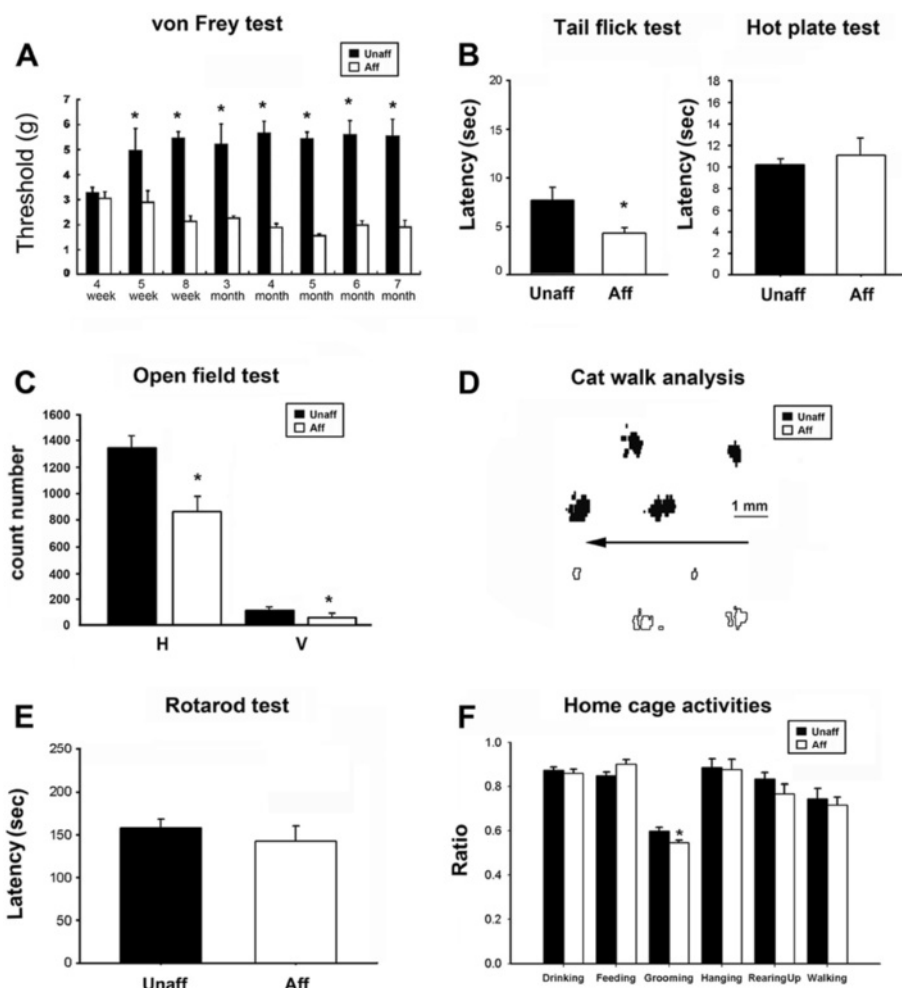 von Frey test
A
Unaff
Aff
Threshold (g)
7
6
5
4
3
2
1
0
* * * * * * *
4 week
5 week
8 week
3 month
4 month
5 month
6 month
7 month
B
Tail flick test
Latency (sec)
20
15
10
5
0
*
Unaff Aff
Hot plate test
Latency (sec)
18
16
14
12
10
8
6
4
2
0
Unaff Aff
C
Open field test
Unaff
Aff
count number
1600
1400
1200
1000
800
600
400
200
0
*
*
H V
D
Cat walk analysis
Unaff
Aff
1 mm
E
Rotarod test
Latency (sec)
250
200
150
100
50
0
Unaff Aff
F
Home cage activities
Unaff
Aff
Ratio
1.0
0.8
0.6
0.4
0.2
0.0
*
Drinking Feeding Grooming Hanging RearingUp Walking